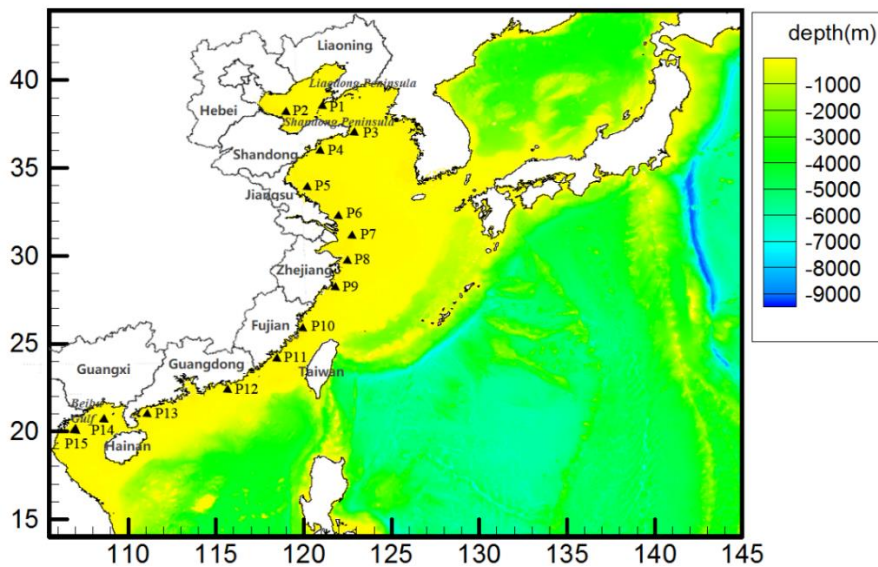 depth(m)
-1000
-2000
-3000
-4000
-5000
-6000
-7000
-8000
-9000
40
35
30
25
20
15
110
115
120
125
130
135
140
145
Liaoning
Liaodong Peninsula
Hebei
P1
P2
Shandong Peninsula
P3
Shandong
P4
P5
Jiangsu
P6
P7
Zhejiang
P8
P9
Fujian
P10
P11
Taiwan
Guangxi
Guangdong
P12
P13
Beibu
Gulf
P14
P15
Hainan